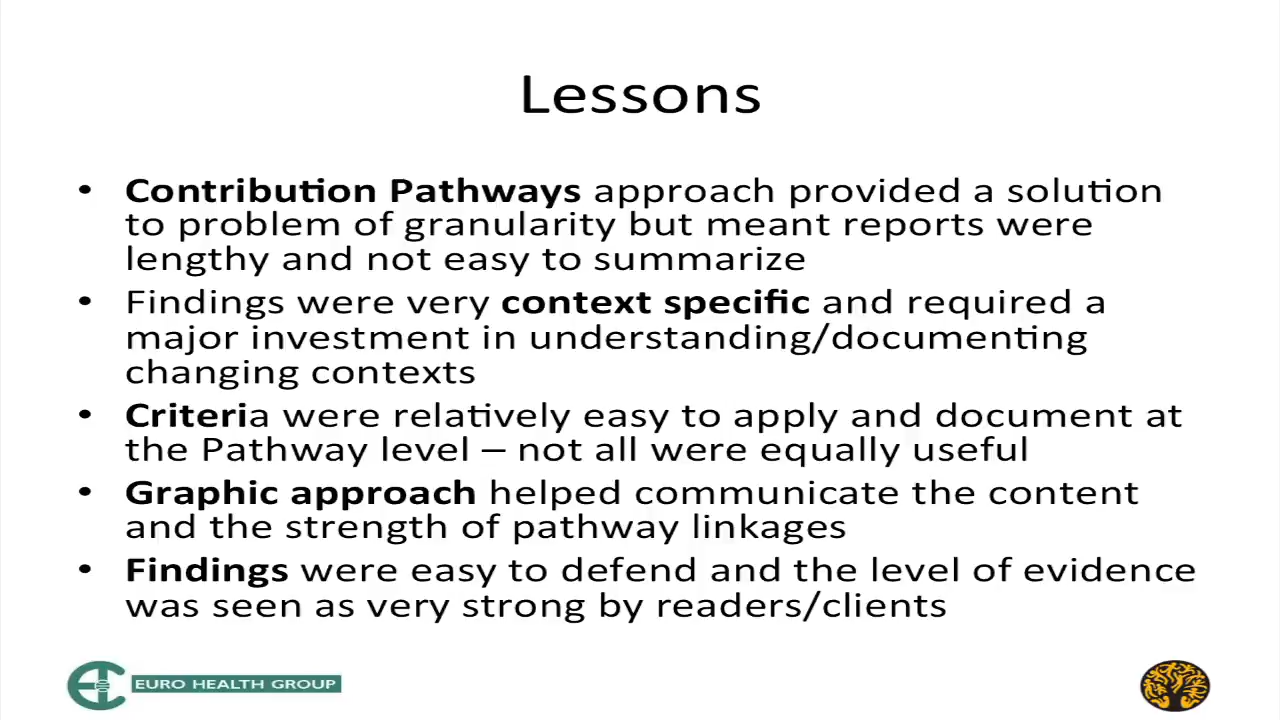 Lessons
• Contribution Pathways approach provided a solution
to problem of granularity but meant reports were
lengthy and not easy to summarize
• Findings were very context specific and required a
major investment in understanding/documenting
changing contexts
• Criteria were relatively easy to apply and document at
the Pathway level – not all were equally useful
• Graphic approach helped communicate the content
and the strength of pathway linkages
• Findings were easy to defend and the level of evidence
was seen as very strong by readers/clients
EURO HEALTH GROUP